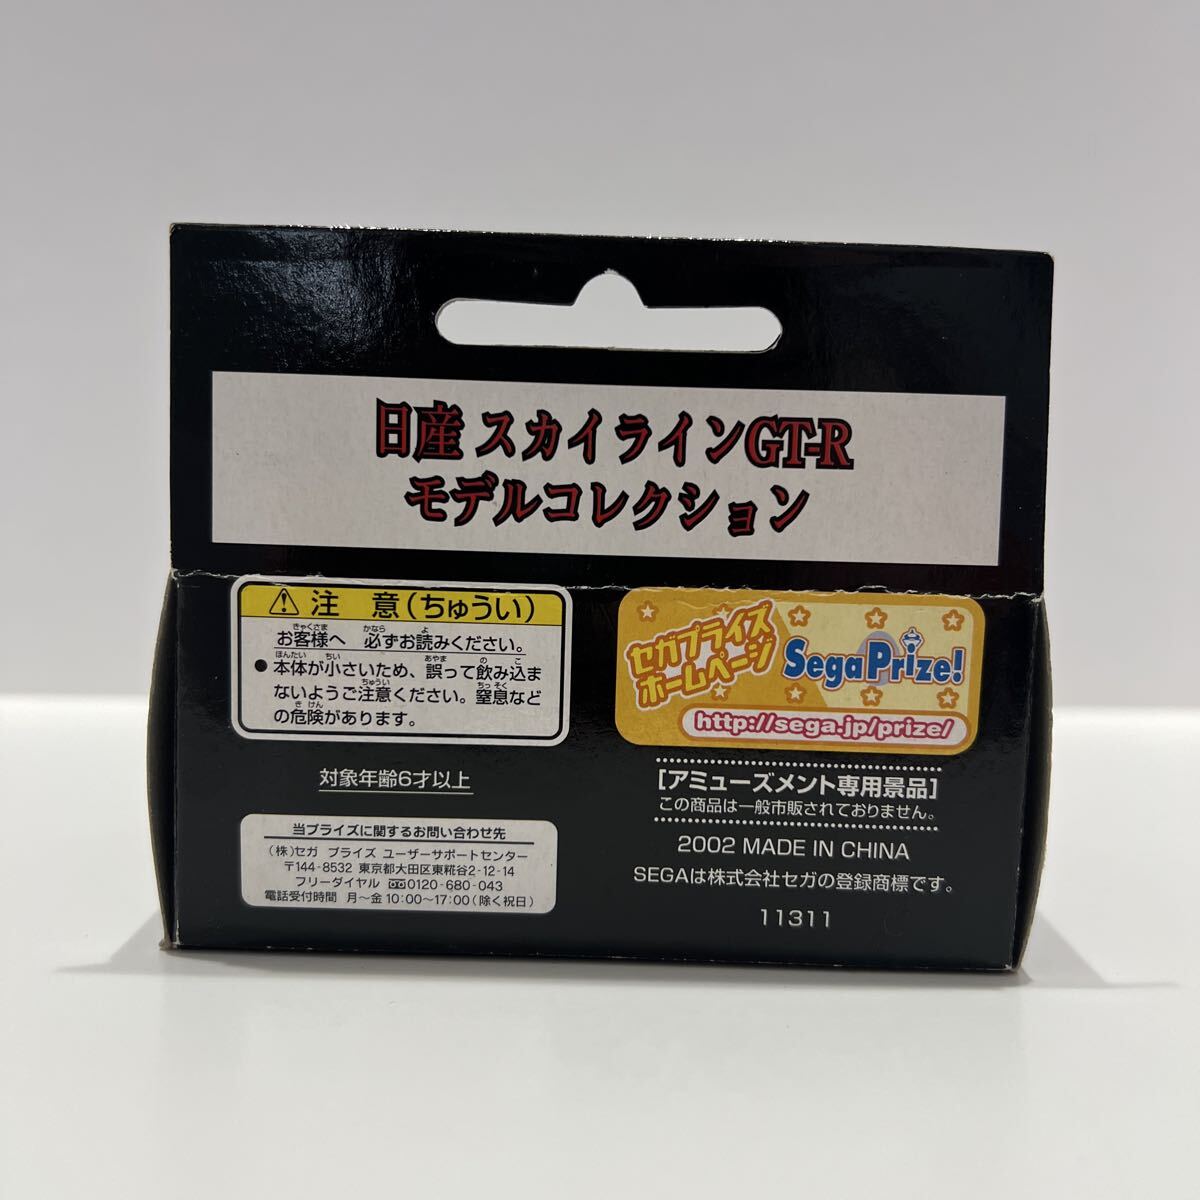 日産 スカイラインGT-R
モデルコレクション
注 意(ちゅうい)
お客様へ 必ずお読みください。
●本体が小さいため、誤って飲み込ま
ないようご注意ください。窒息など
の危険があります。
対象年齢6才以上
当プライズに関するお問い合わせ先
(株)セガ プライズ ユーザーサポートセンター
〒144-8532 東京都大田区東糀谷2-12-14
フリーダイヤル 0120-680-043
電話受付時間 月〜金 10:00〜17:00(除く祝日)
セガプライズ
ホームページ
SegaPrize!
http://sega.jp/prize/
[アミューズメント専用景品]
この商品は一般市販されておりません。
2002 MADE IN CHINA
SEGAは株式会社セガの登録商標です。
11311